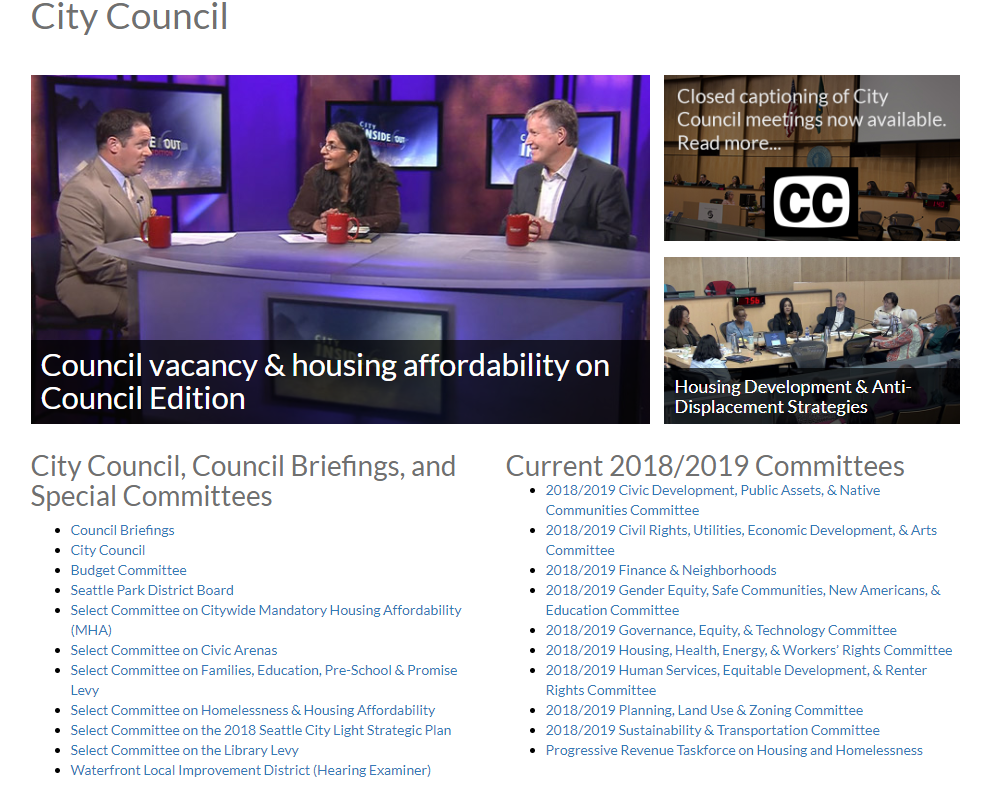 City Council
CITY
INSIDE OUT
Closed captioning of City
Council meetings now available.
Read more...
CC
Council vacancy & housing affordability on
Council Edition
7:56
Housing Development & Anti-
Displacement Strategies
City Council, Council Briefings, and
Special Committees
Council Briefings
City Council
Budget Committee
Seattle Park District Board
Select Committee on Citywide Mandatory Housing Affordability
(MHA)
Select Committee on Civic Arenas
Select Committee on Families, Education, Pre-School & Promise
Levy
Select Committee on Homelessness & Housing Affordability
Select Committee on the 2018 Seattle City Light Strategic Plan
Select Committee on the Library Levy
Waterfront Local Improvement District (Hearing Examiner)
Current 2018/2019 Committees
2018/2019 Civic Development, Public Assets, & Native
Communities Committee
2018/2019 Civil Rights, Utilities, Economic Development, & Arts
Committee
2018/2019 Finance & Neighborhoods
2018/2019 Gender Equity, Safe Communities, New Americans, &
Education Committee
2018/2019 Governance, Equity, & Technology Committee
2018/2019 Housing, Health, Energy, & Workers' Rights Committee
2018/2019 Human Services, Equitable Development, & Renter
Rights Committee
2018/2019 Planning, Land Use & Zoning Committee
2018/2019 Sustainability & Transportation Committee
Progressive Revenue Taskforce on Housing and Homelessness